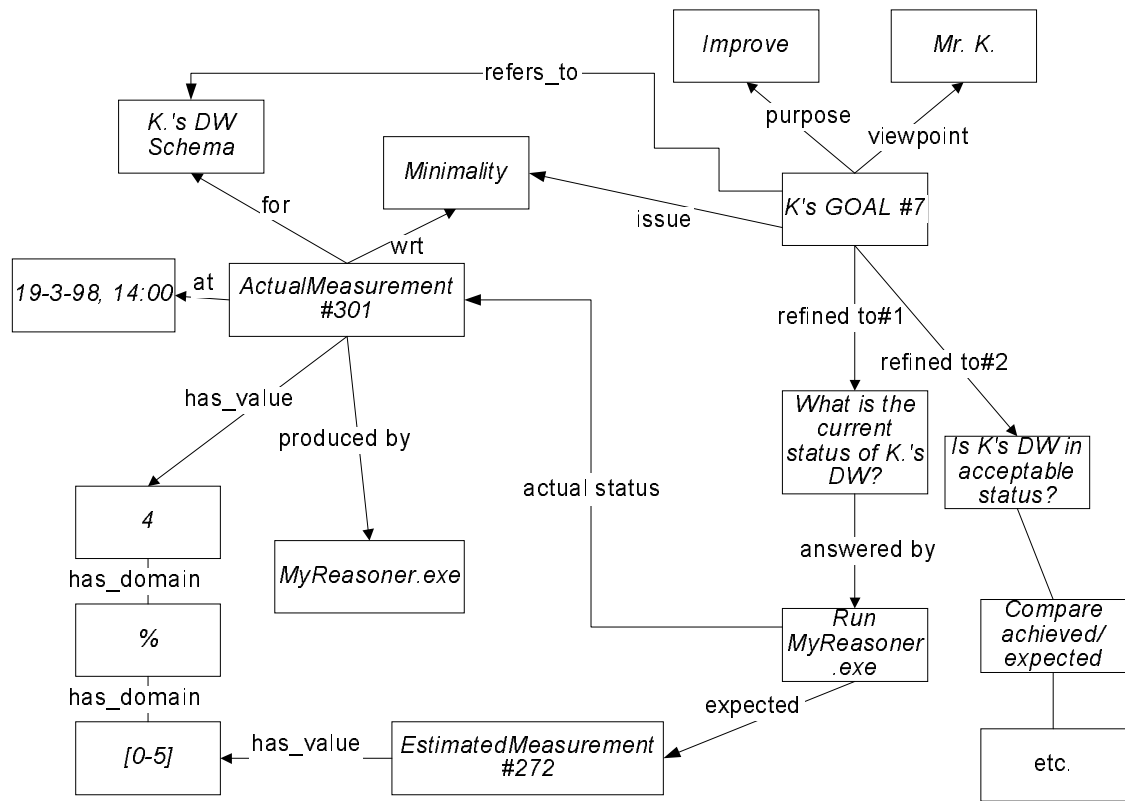 Improve
Mr. K.
refers_to
purpose
viewpoint
K.'s DW
Schema
Minimality
K's GOAL #7
for
wrt
issue
19-3-98, 14:00
at
ActualMeasurement
#301
refined to#1
refined to#2
has_value
produced by
What is the
current
status of K.'s
DW?
Is K's DW in
acceptable
status?
actual status
4
MyReasoner.exe
answered by
has_domain
%
Run
MyReasoner
.exe
Compare
achieved/
expected
has_domain
expected
[0-5]
has_value
EstimatedMeasurement
#272
etc.